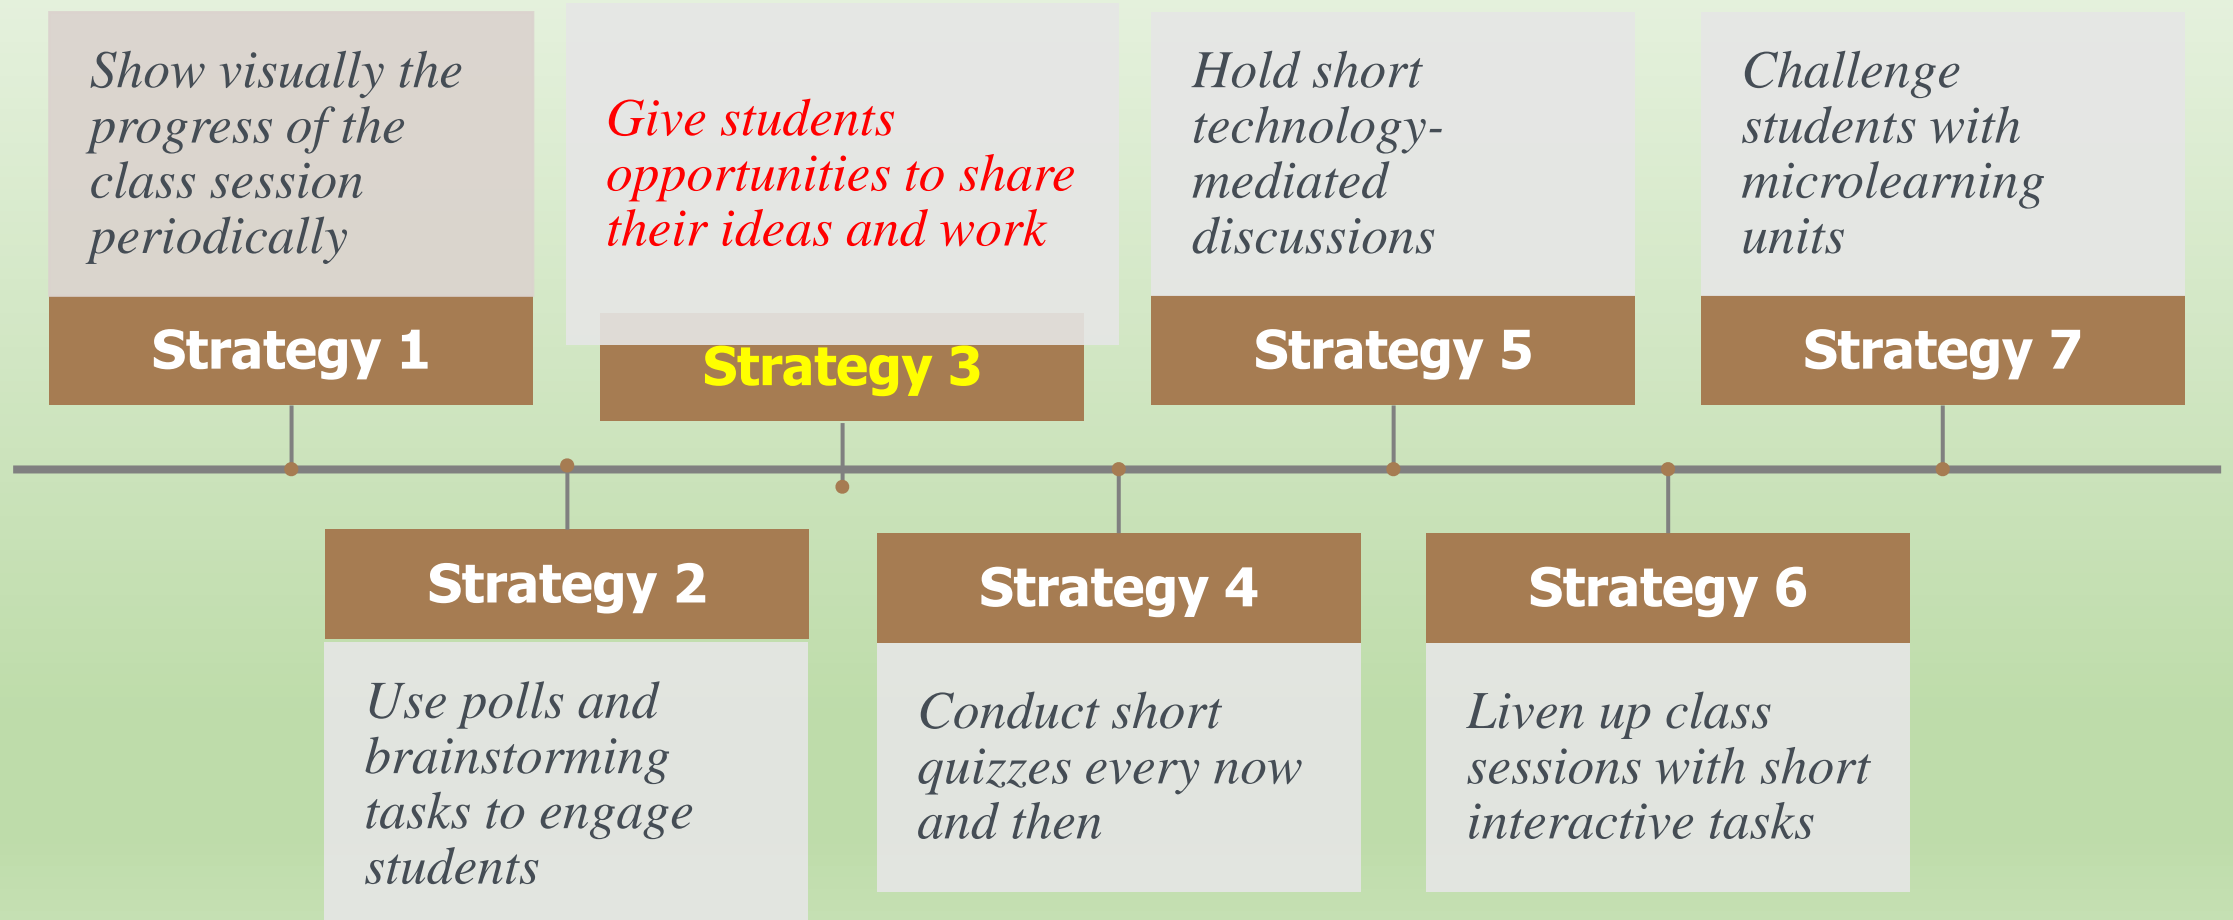 Show visually the
progress of the
class session
periodically
Strategy 1
Use polls and
brainstorming
tasks to engage
students
Strategy 2
Give students
opportunities to share
their ideas and work
Strategy 3
Conduct short
quizzes every now
and then
Strategy 4
Hold short
technology-
mediated
discussions
Strategy 5
Liven up class
sessions with short
interactive tasks
Strategy 6
Challenge
students with
microlearning
units
Strategy 7